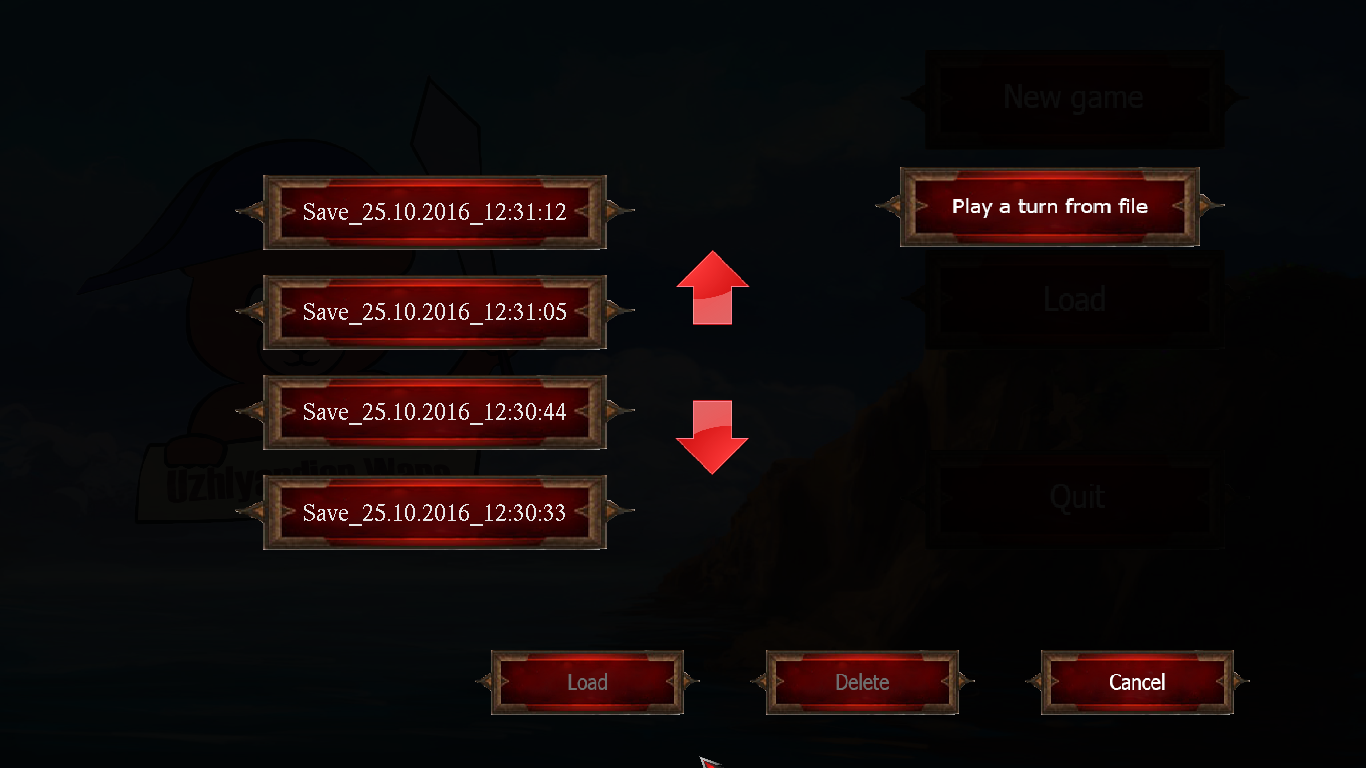 New game
Save_25.10.2016_12:31:12
Play a turn from file
Save_25.10.2016_12:31:05
Load
Save_25.10.2016_12:30:44
Save_25.10.2016_12:30:33
Quit
Load
Delete
Cancel